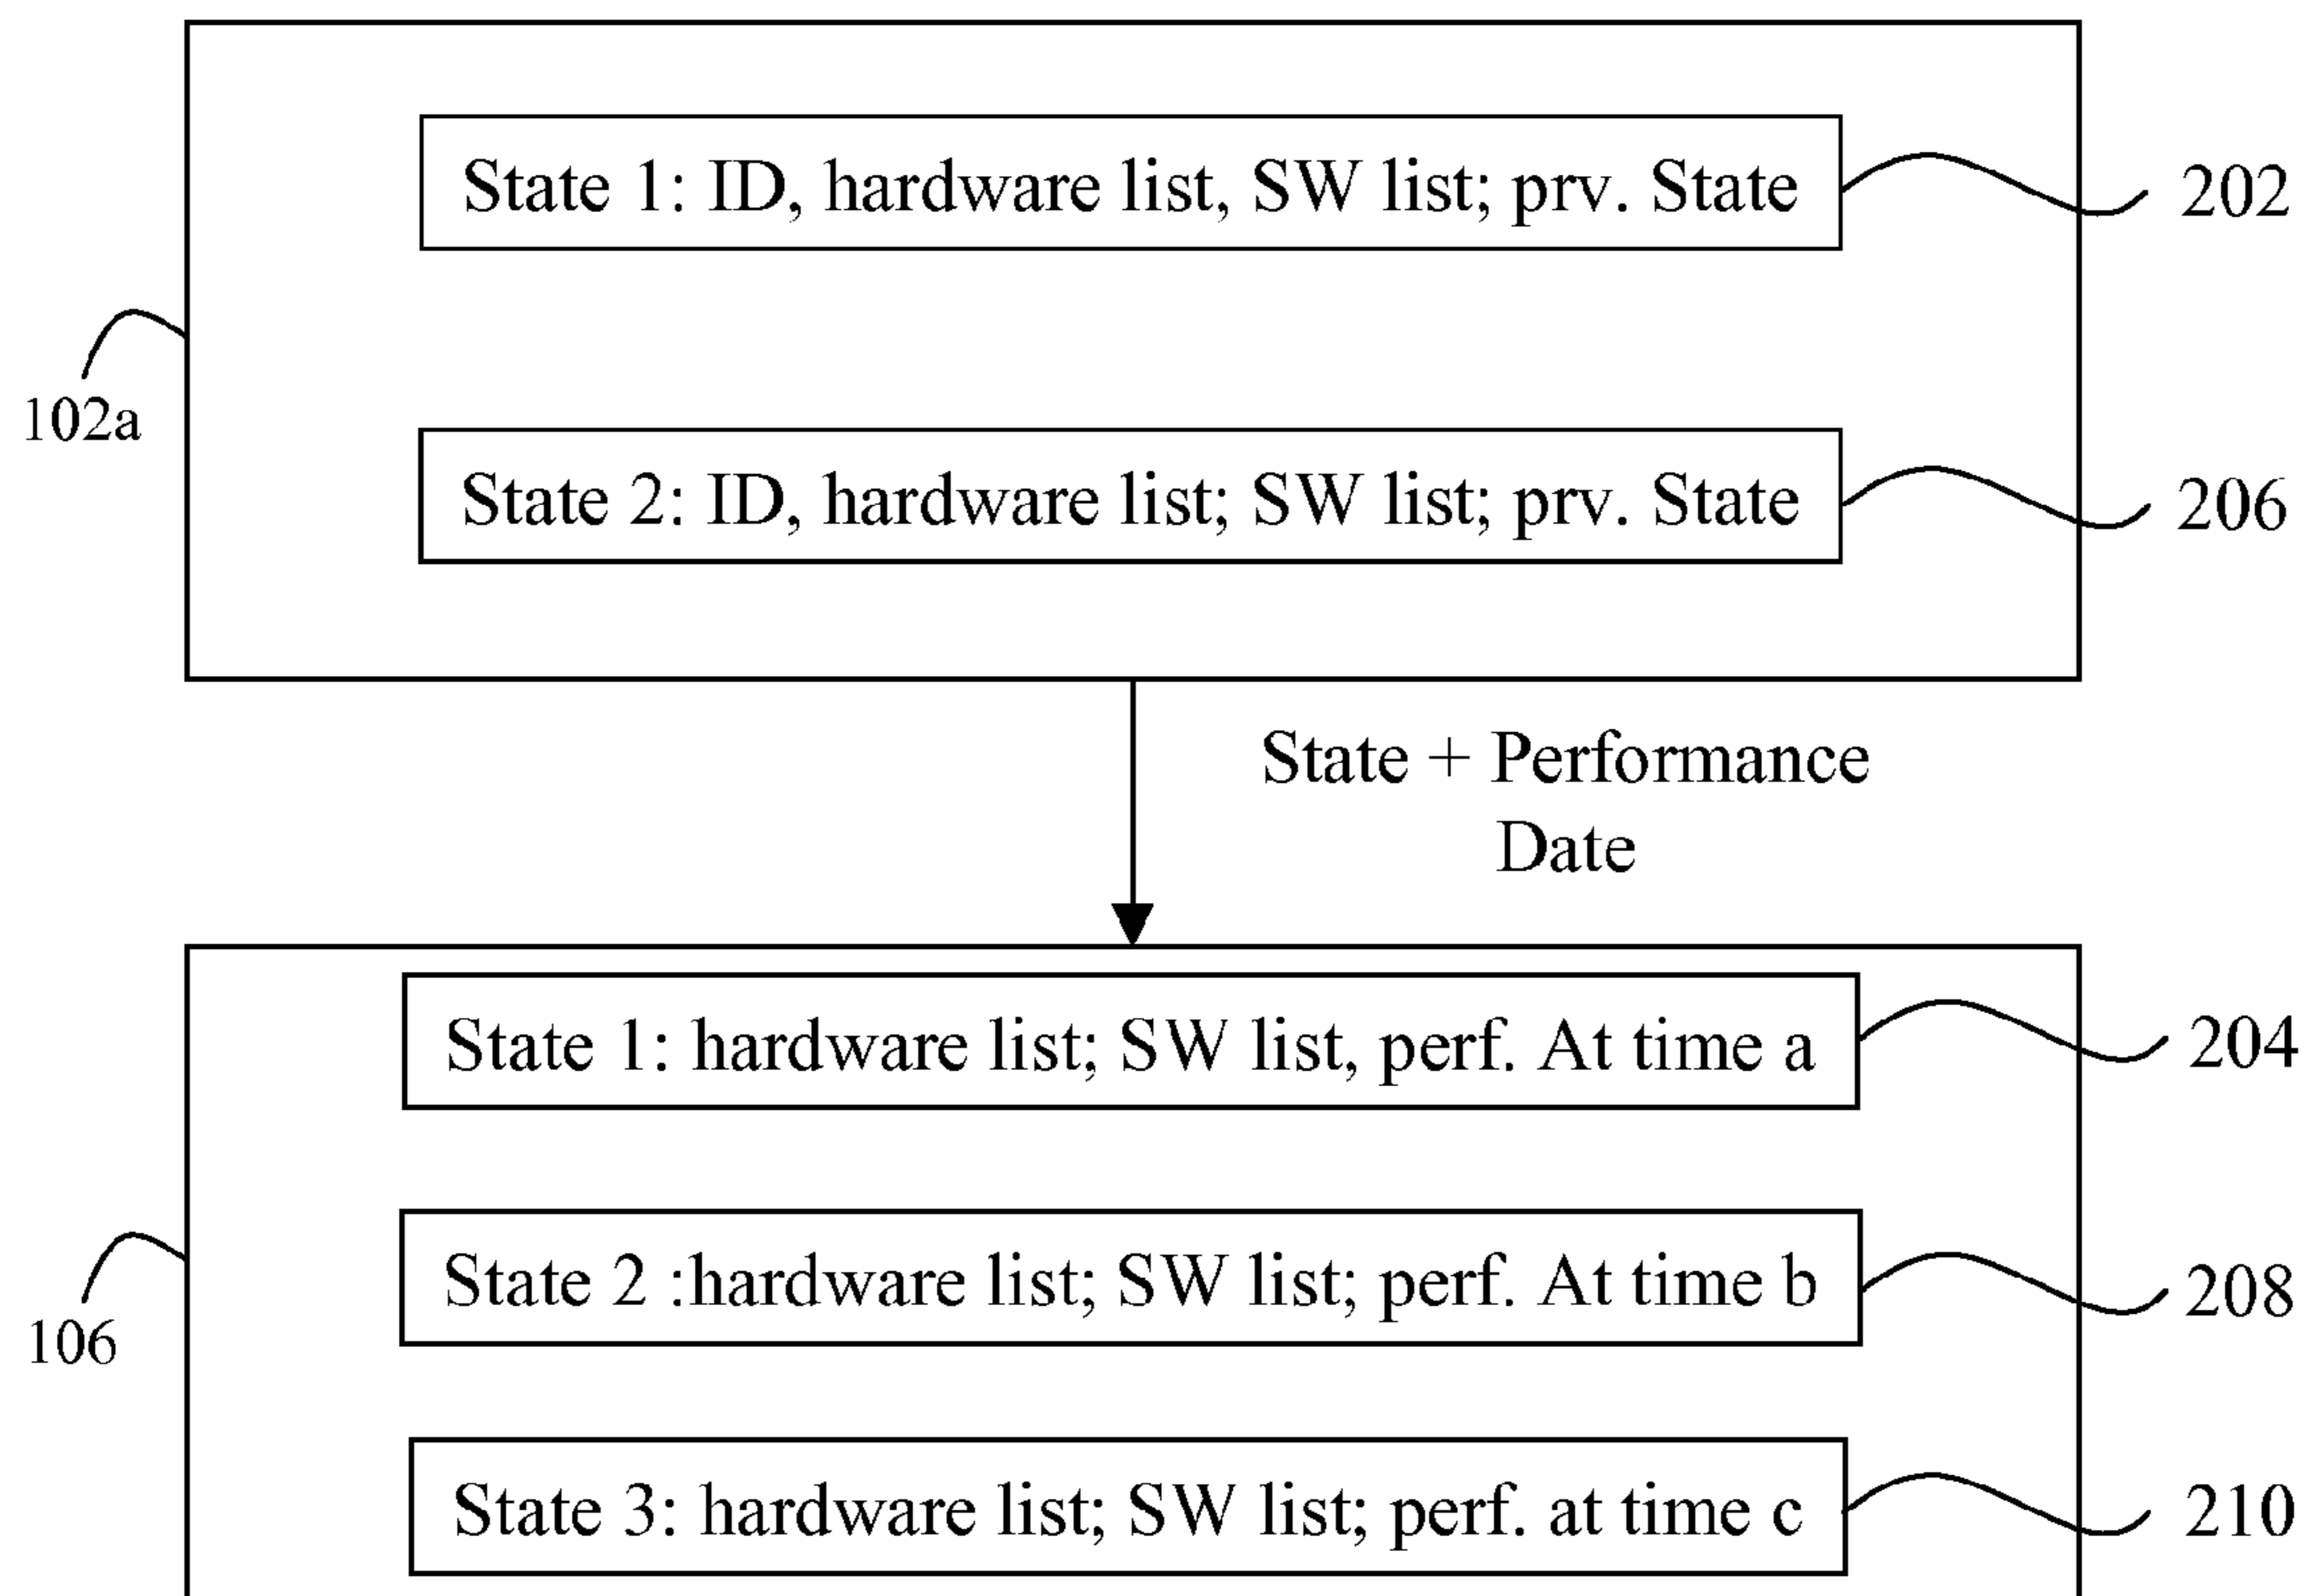 State 1: ID, hardware list, SW list; prv. State
202
102a
State 2: ID, hardware list; SW list; prv. State
206
State + Performance
Date
State 1: hardware list; SW list, perf. At time a
204
State 2 :hardware list; SW list; perf. At time b
208
106
State 3: hardware list; SW list; perf. at time c
210